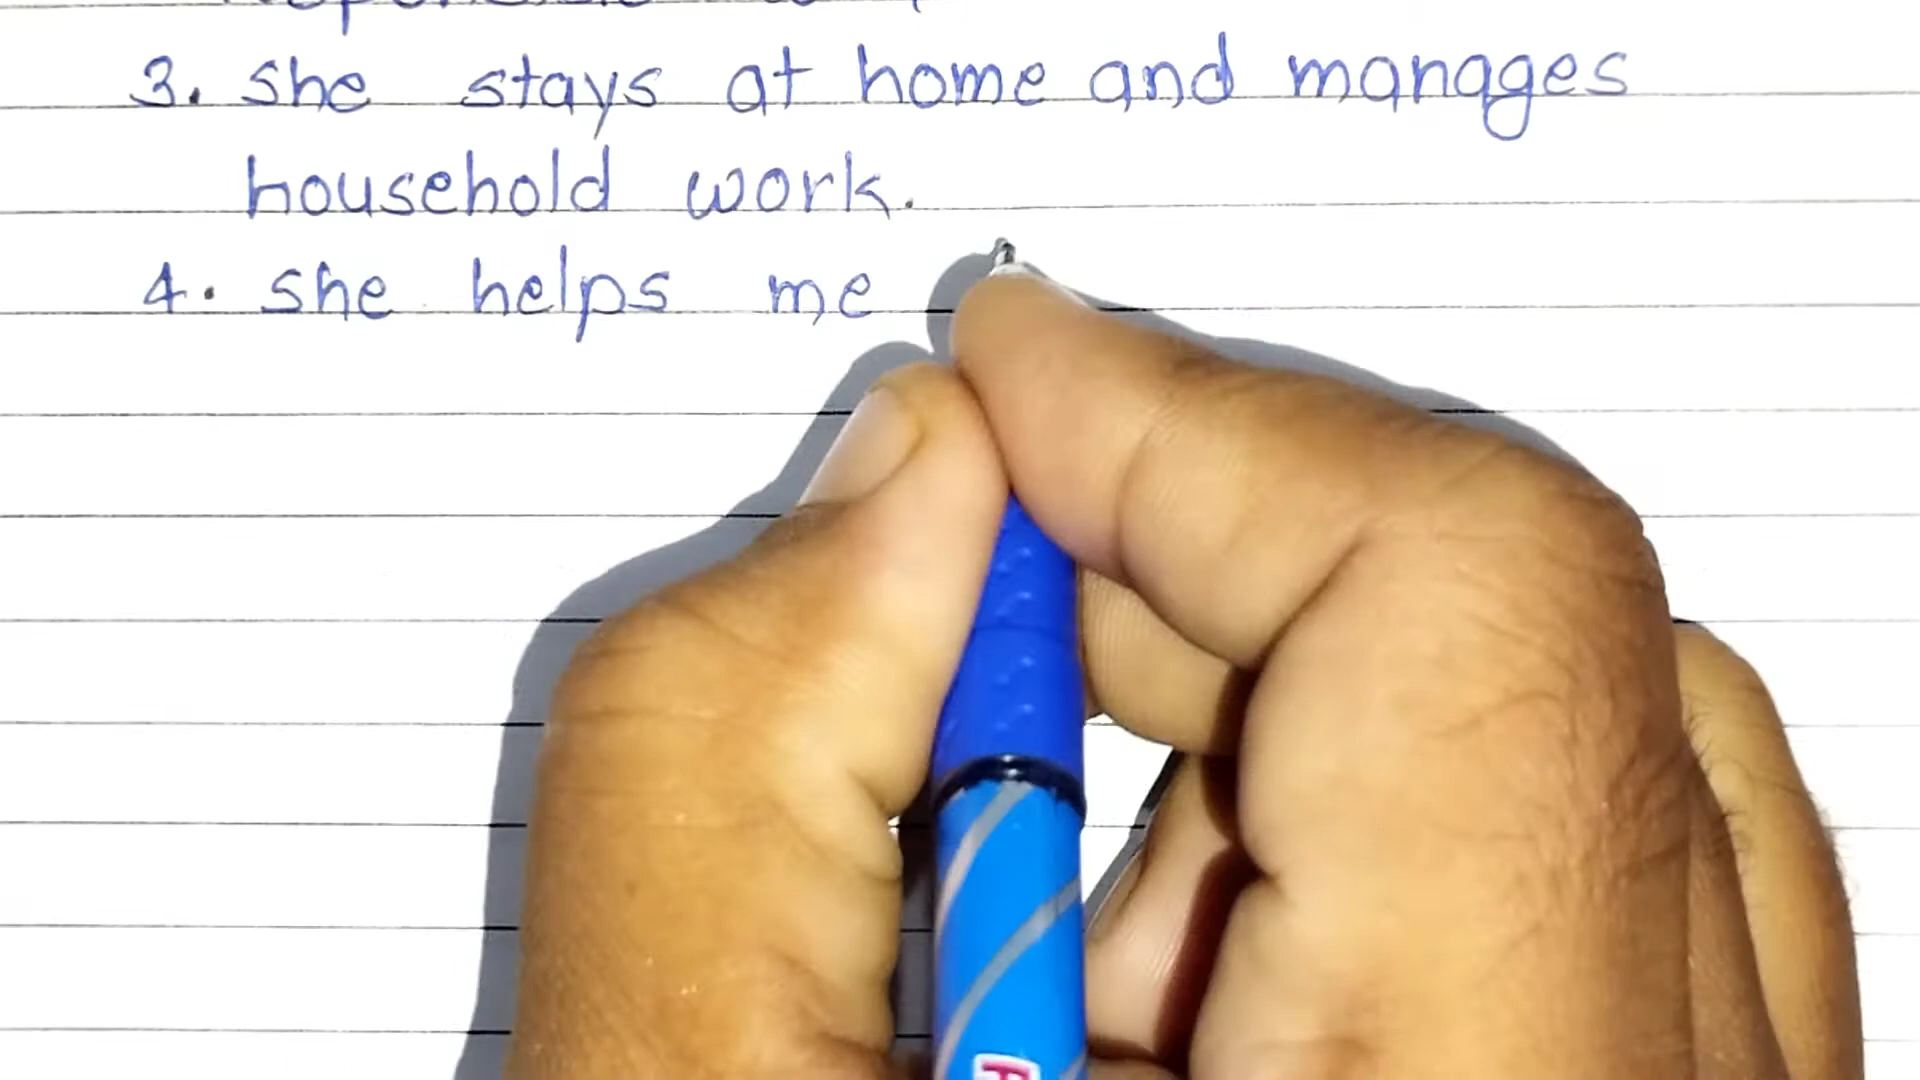 3. she stays at home and manages
household work.
4. she helps me